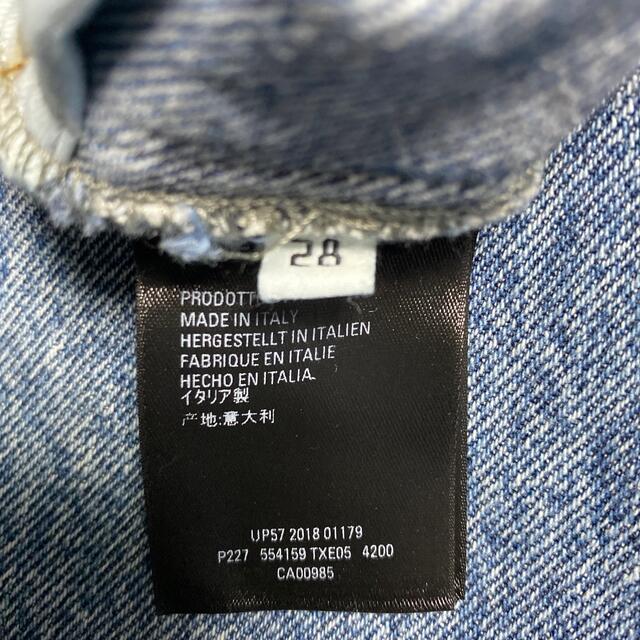 28
PRODOTT
MADE IN ITALY
HERGESTELLT IN ITALIEN
FABRIQUE EN ITALIE
HECHO EN ITALIA
イタリア製
产地:意大利
UP57 2018 01179
P227 554159 TXE05 4200
CA00985